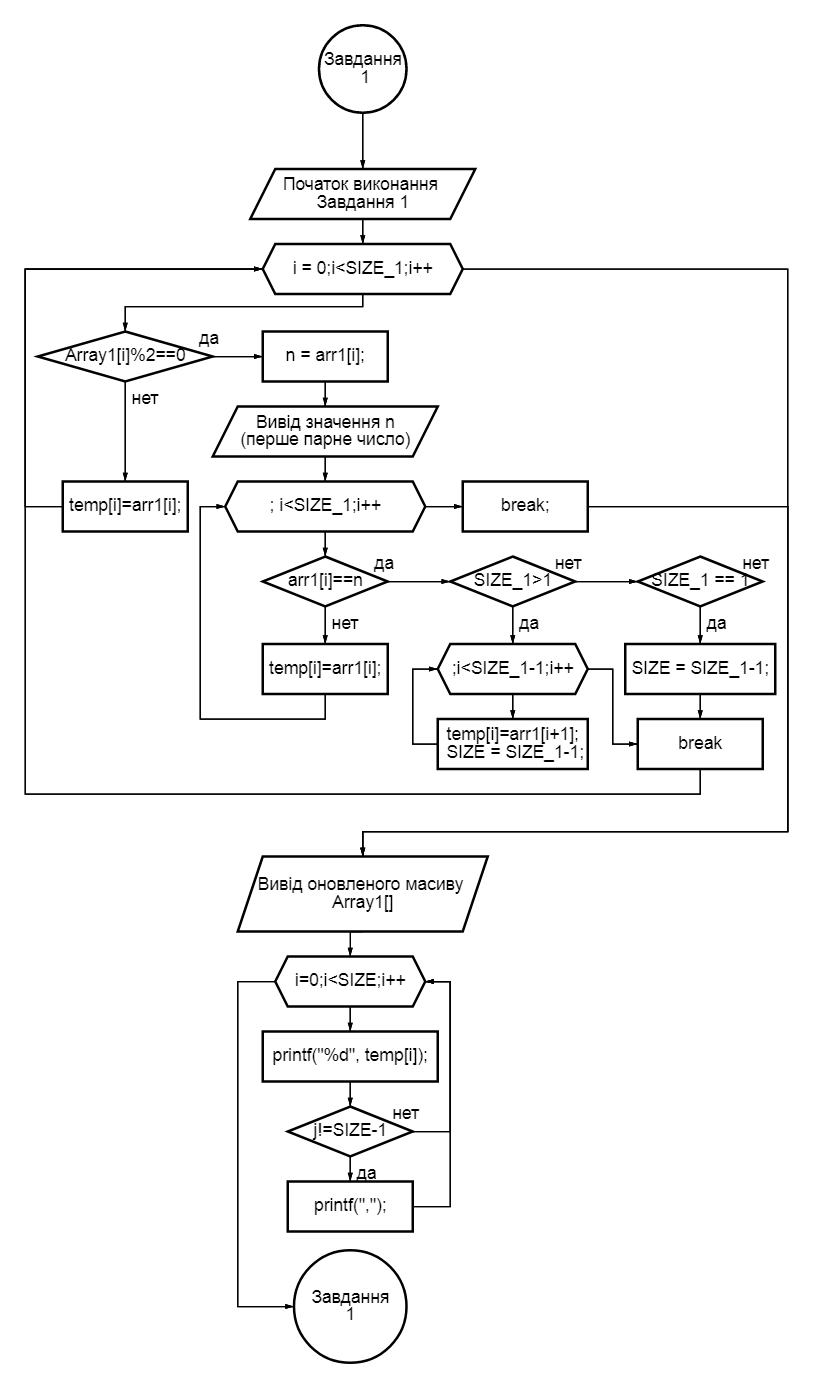 Завдання
1
Початок виконання
Завдання 1
i = 0;i<SIZE_1;i++
Array1[i]%2==0
да
n = arr1[i];
нет
Вивід значення n
(перше парне число)
temp[i]=arr1[i];
; i<SIZE_1;i++
break;
arr1[i]==n
да
SIZE_1>1
нет
SIZE_1 == 1
нет
нет
да
да
temp[i]=arr1[i];
;i<SIZE_1-1;i++
SIZE = SIZE_1-1;
temp[i]=arr1[i+1];
SIZE = SIZE_1-1;
break
Вивід оновленого масиву
Array1[]
i=0;i<SIZE;i++
printf("%d", temp[i]);
j!=SIZE-1
нет
да
printf(",");
Завдання
1